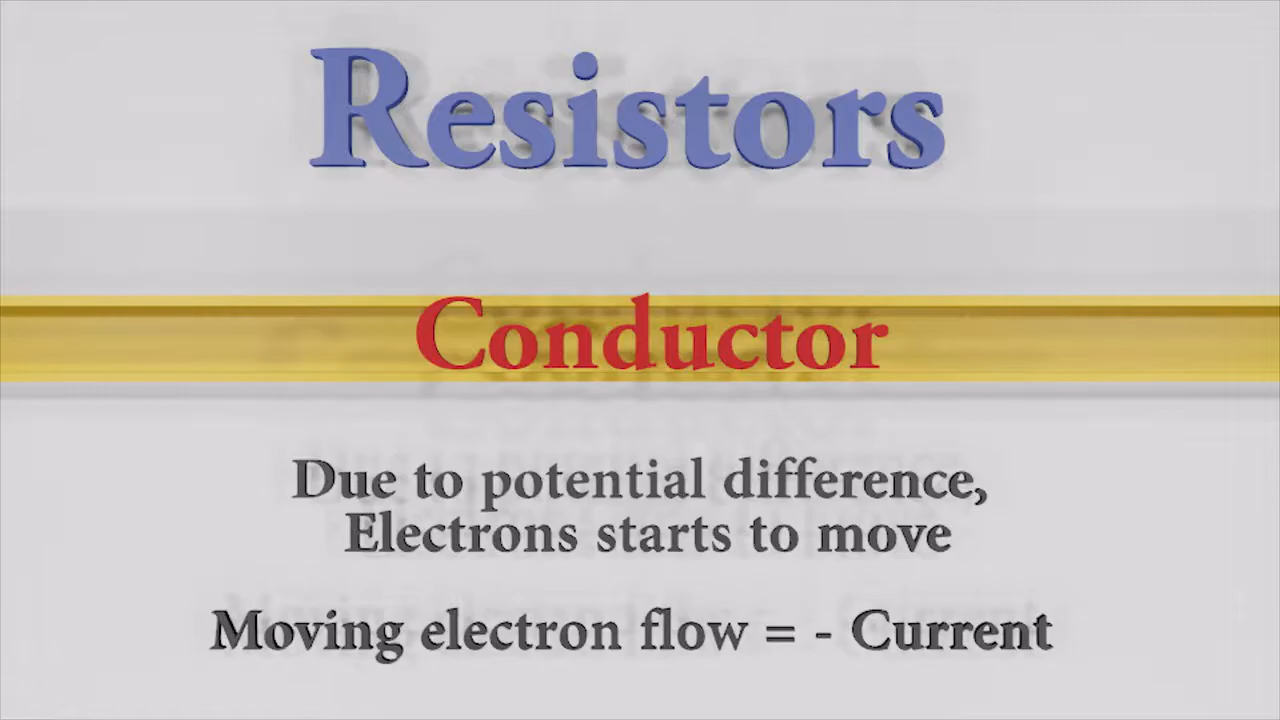 Resistors
Conductor
Due to potential difference,
Electrons starts to move
Moving electron flow = - Current